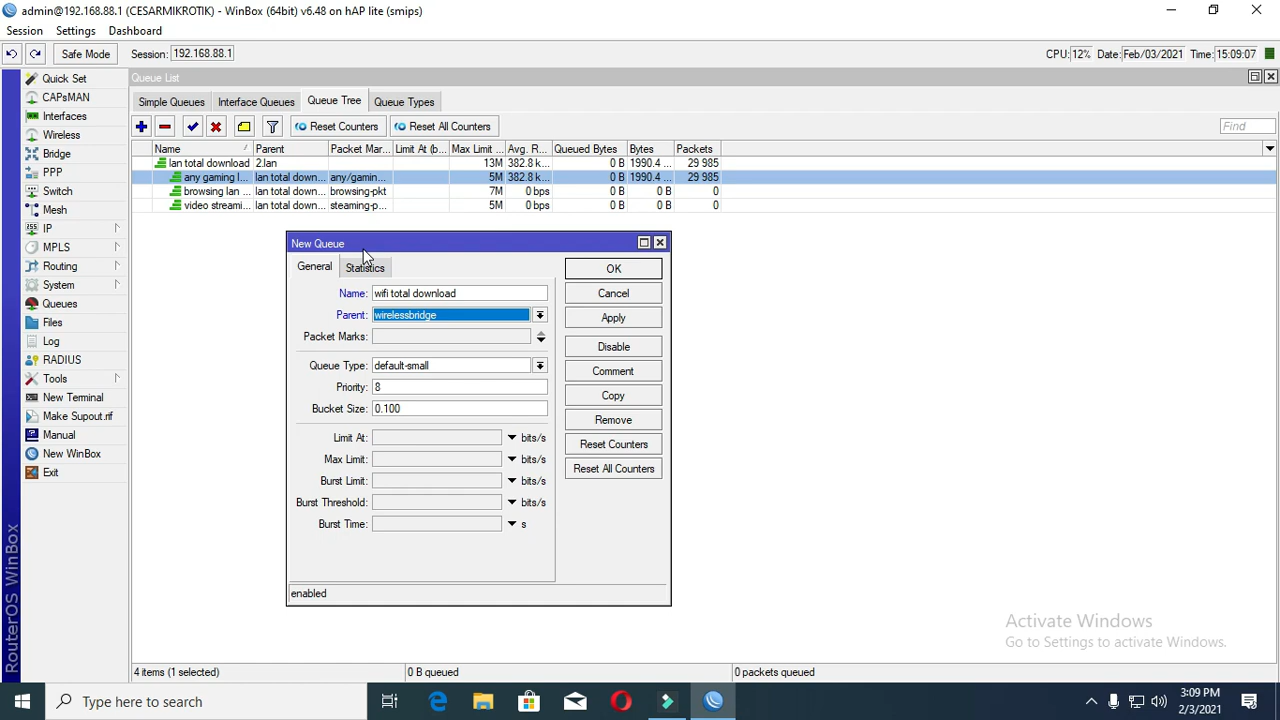 admin@192.168.88.1 (CESARMIKROTIK) - WinBox (64bit) v6.48 on hAP lite (smips)
Session Settings Dashboard
Safe Mode Session: 192.168.88.1 CPU: 12% Date: Feb/03/2021 Time: 15:09:07
Quick Set
CAPsMAN
Interfaces
Wireless
Bridge
PPP
Switch
Mesh
IP
MPLS
Routing
System
Queues
Files
Log
RADIUS
Tools
New Terminal
Make Supout.rif
Manual
New WinBox
Exit
RouterOS WinBox
Queue List
Simple Queues Interface Queues Queue Tree Queue Types
Reset Counters Reset All Counters Find
Name Parent Packet Mar... Limit At (b... Max Limit ... Avg. R... Queued Bytes Bytes Packets
lan total download 2.lan 13M 382.8 k... 0 B 1990.4 ... 29 985
any gaming l... lan total down... any/gamin... 5M 382.8 k... 0 B 1990.4 ... 29 985
browsing lan ... lan total down... browsing-pkt 7M 0 bps 0 B 0 B 0
video streami... lan total down... steaming-p... 5M 0 bps 0 B 0 B 0
New Queue
General Statistics
Name: wifi total download
Parent: wirelessbridge
Packet Marks:
Queue Type: default-small
Priority: 8
Bucket Size: 0.100
Limit At: bits/s
Max Limit: bits/s
Burst Limit: bits/s
Burst Threshold: bits/s
Burst Time: s
OK
Cancel
Apply
Disable
Comment
Copy
Remove
Reset Counters
Reset All Counters
enabled
Activate Windows
Go to Settings to activate Windows.
4 items (1 selected) 0 B queued 0 packets queued
Type here to search
3:09 PM
2/3/2021